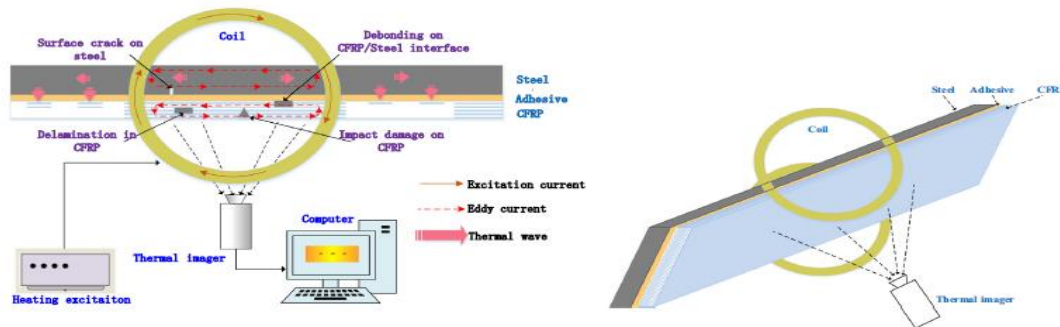 Coil
Surface crack on
steel
Debonding on
CFRP/Steel interface
Steel
Adhesive
CFRP
Delamination in
CFRP
Impact damage on
CFRP
Excitation current
Eddy current
Thermal wave
Computer
Thermal imager
Heating excitaiton
Steel
Adhesive
CFR
Coil
Thermal imager